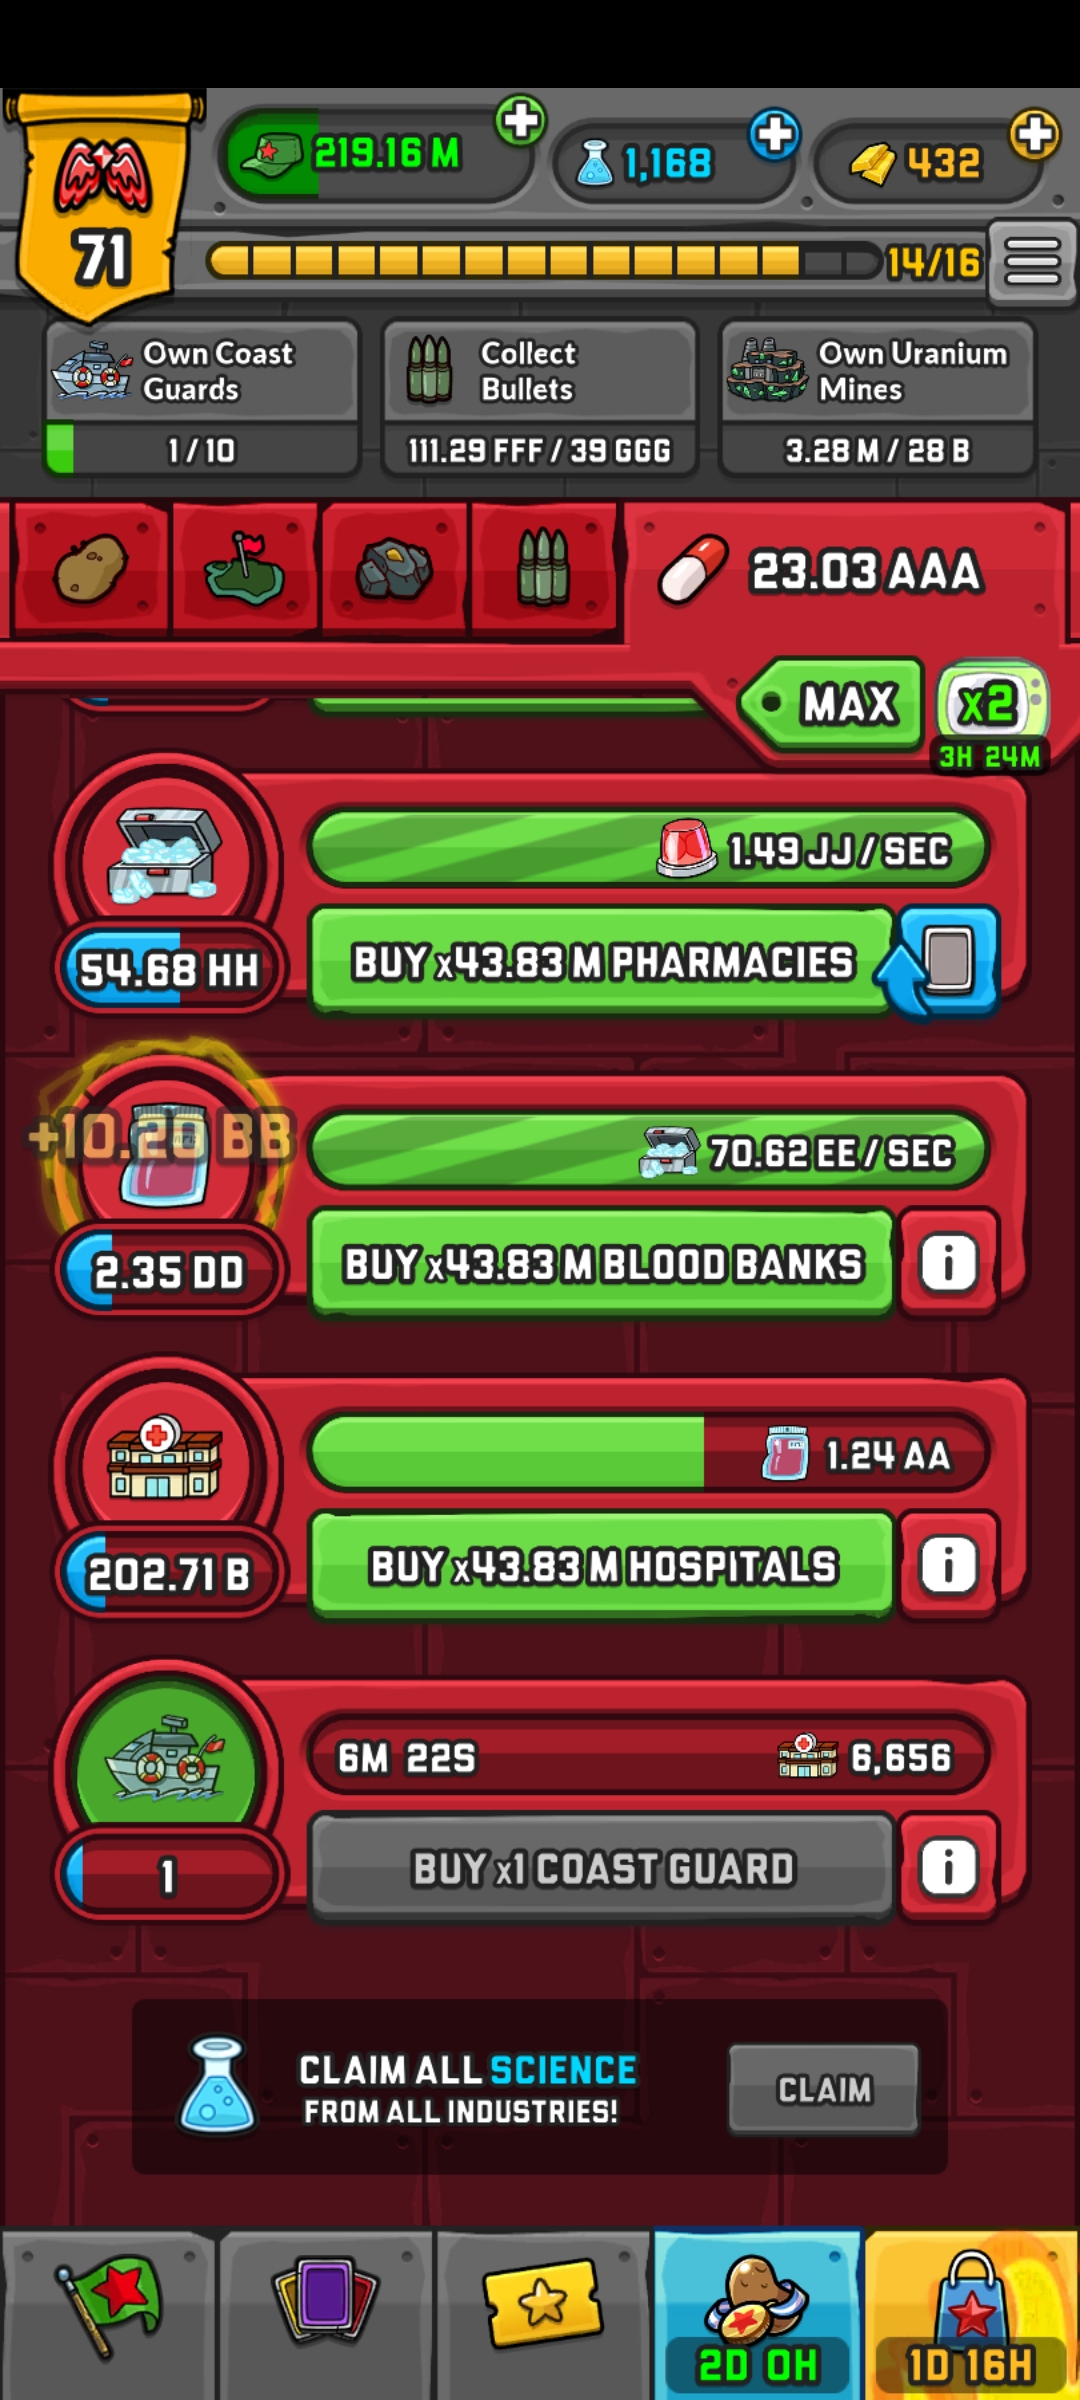 219.16 M
1,168
432
71
14/16
Own Coast
Guards
Collect
Bullets
Own Uranium
Mines
1 / 10
111.29 FFF / 39 GGG
3.28 M / 28 B
23.03 AAA
MAX
x2
3H 24M
1.49 JJ / SEC
54.68 HH
BUY x43.83 M PHARMACIES
+10.20 BB
70.62 EE / SEC
2.35 DD
BUY x43.83 M BLOOD BANKS
i
1.24 AA
202.71 B
BUY x43.83 M HOSPITALS
i
6M 22S
6,656
1
BUY x1 COAST GUARD
i
CLAIM ALL SCIENCE
FROM ALL INDUSTRIES!
CLAIM
2D 0H
1D 16H